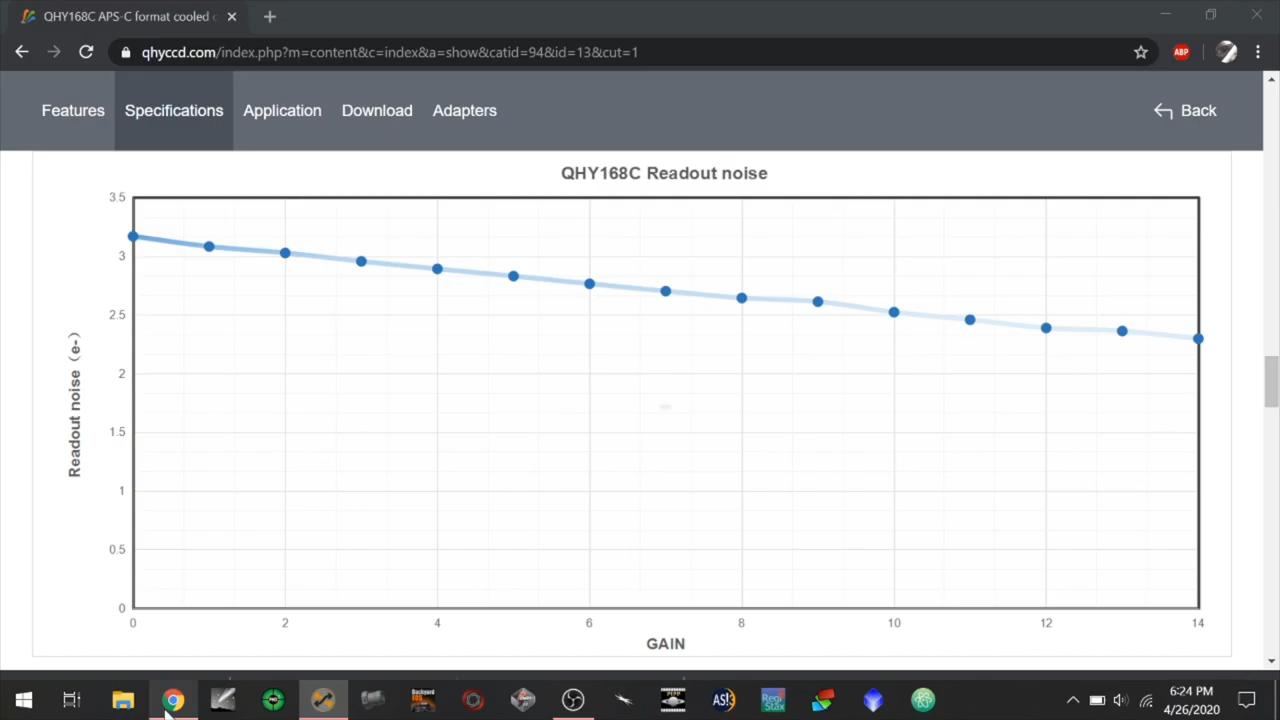 QHY168C APS-C format cooled c
qhyccd.com/index.php?m=content&c=index&a=show&catid=94&id=13&cut=1
ABP
Features Specifications Application Download Adapters Back
QHY168C Readout noise
3.5
3
2.5
2
1.5
1
0.5
0
Readout noise（e-）
0 2 4 6 8 10 12 14
GAIN
Backyard
EOS
AS!3
Reg
Stax
6:24 PM
4/26/2020